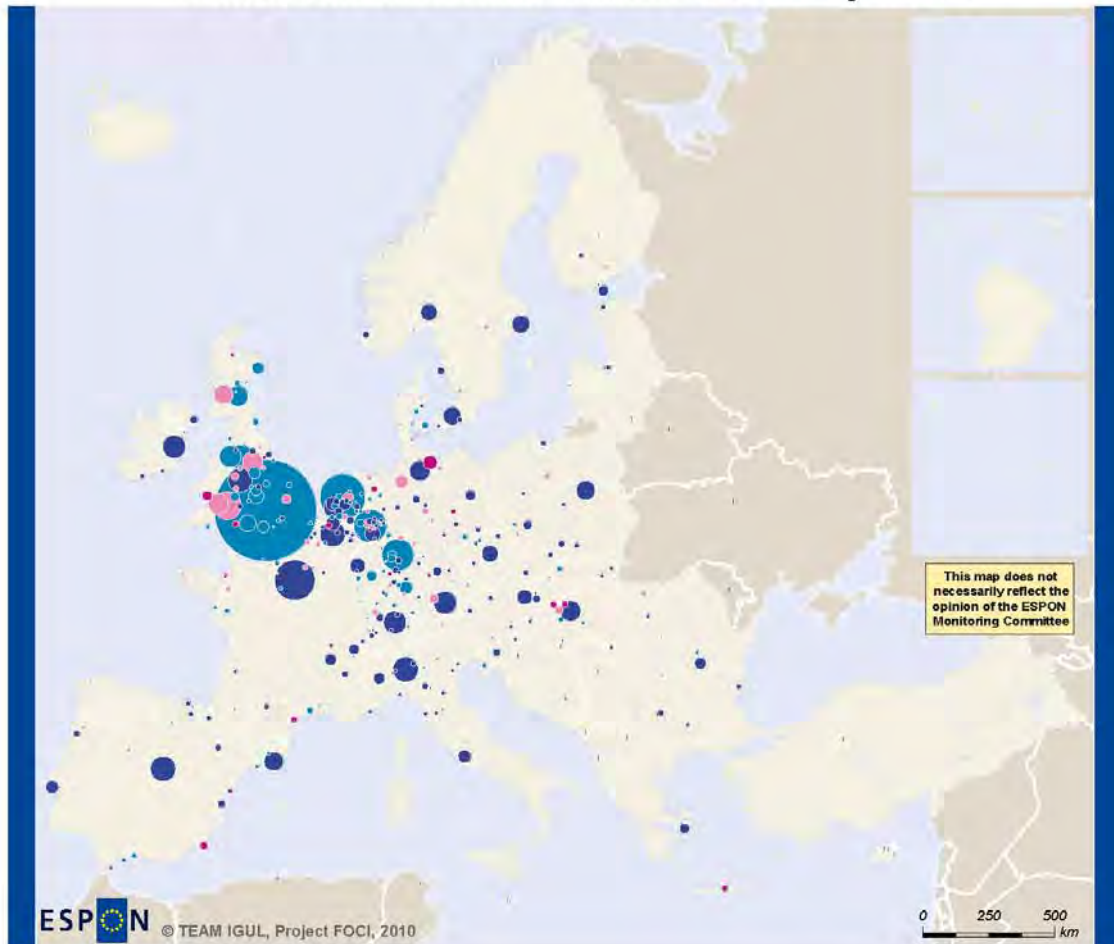 This map does not
necessarily reflect the
opinion of the ESPON
Monitoring Committee
ESPON
© TEAM IGUL, Project FOCI, 2010
0 250 500
km